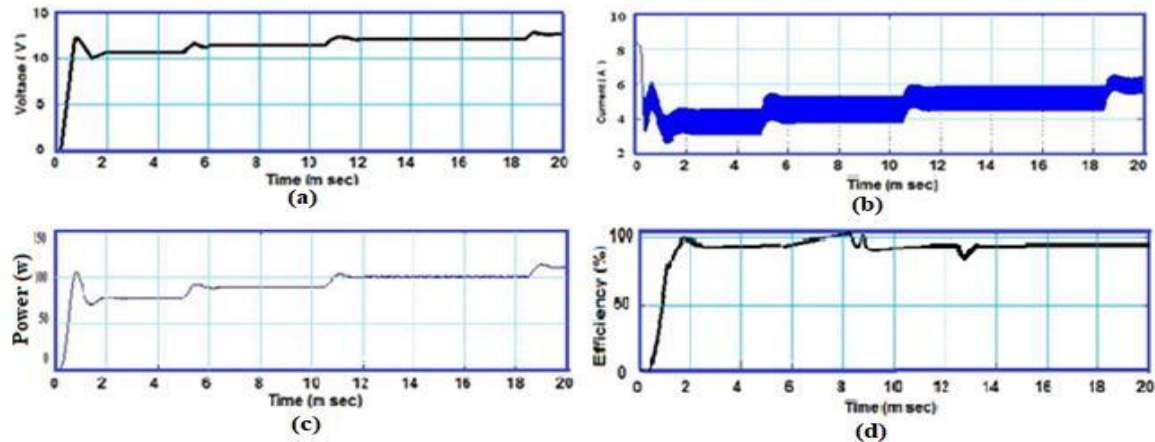 15
10
5
0
Voltage (V)
0 2 4 6 8 10 12 14 16 18 20
Time (m sec)
(a)
10
8
6
4
2
Current (A)
0 2 4 6 8 10 12 14 16 18 20
Time (m sec)
(b)
150
100
50
0
Power (w)
0 2 4 6 8 10 12 14 16 18 20
Time (m sec)
(c)
100
50
0
Efficiency (%)
0 2 4 6 8 10 12 14 16 18 20
Time (m sec)
(d)